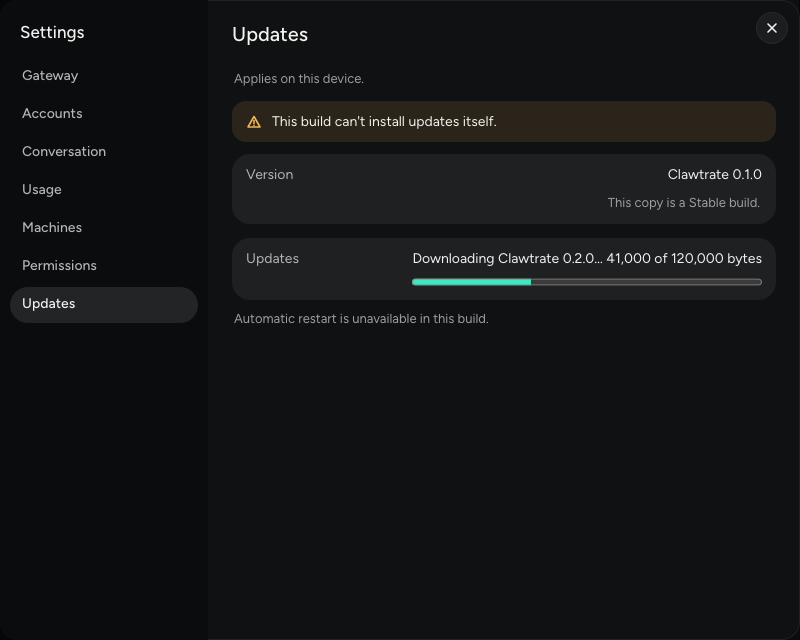 Settings
Gateway
Accounts
Conversation
Usage
Machines
Permissions
Updates
Updates
Applies on this device.
This build can't install updates itself.
Version
Clawtrate 0.1.0
This copy is a Stable build.
Updates
Downloading Clawtrate 0.2.0... 41,000 of 120,000 bytes
Automatic restart is unavailable in this build.